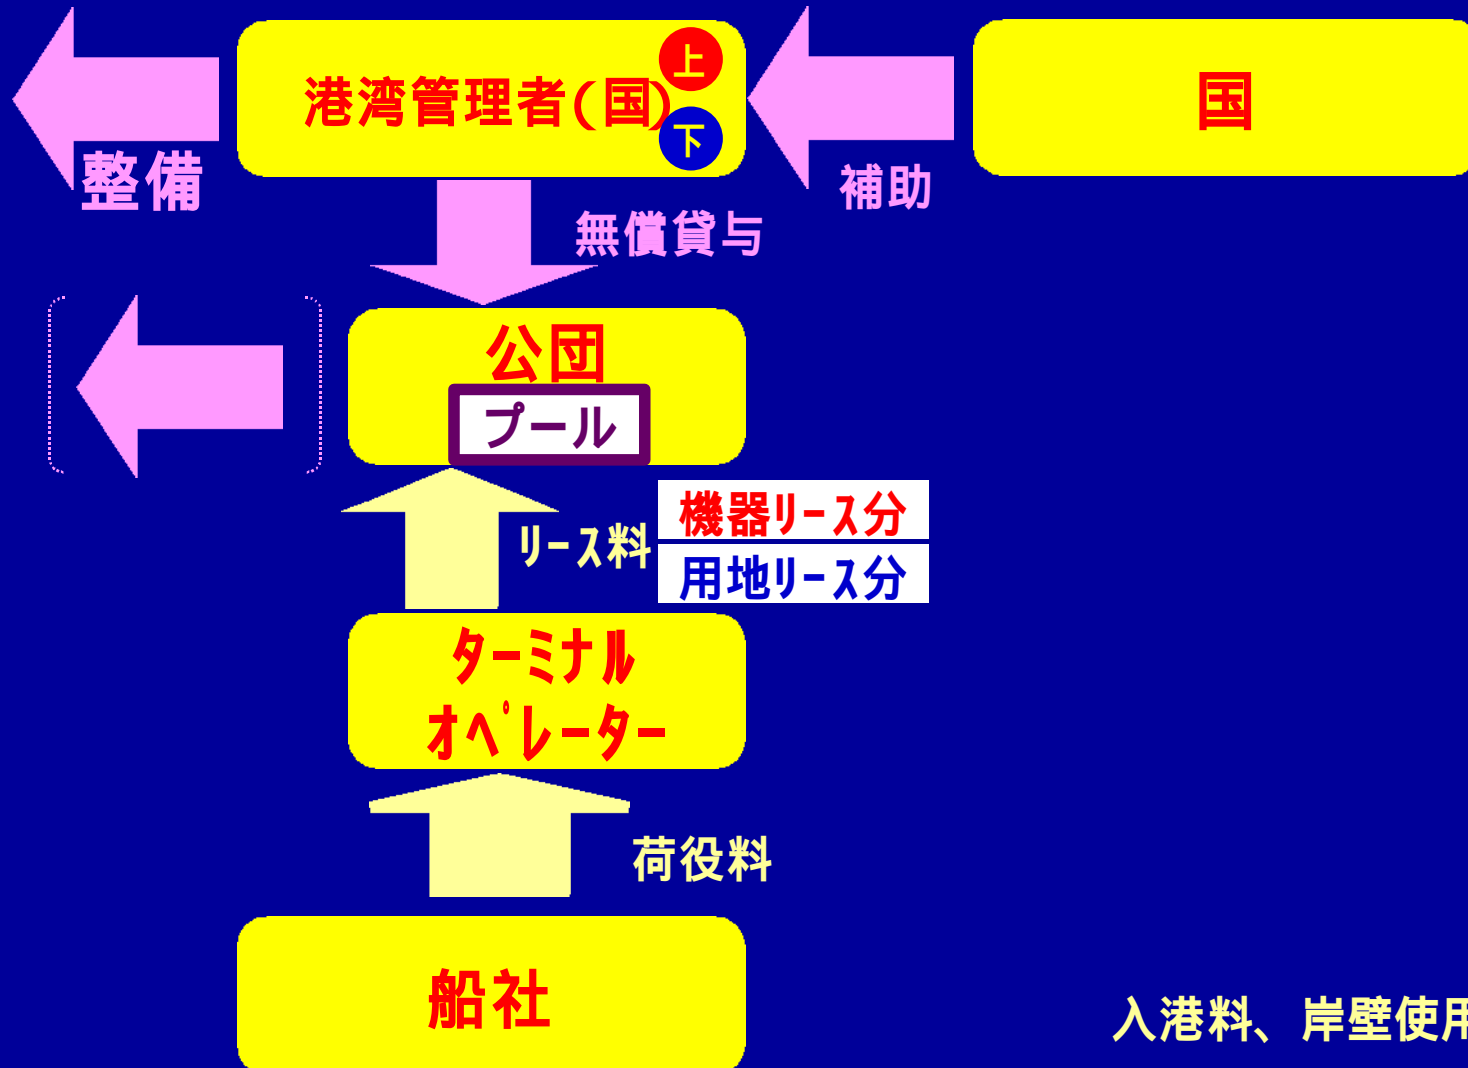 港湾管理者(国)
上
下
国
整備
補助
無償貸与
公団
プール
ﾘｰｽ料
機器ﾘｰｽ分
用地ﾘｰｽ分
ﾀｰﾐﾅﾙ
ｵﾍﾟﾚｰﾀｰ
荷役料
船社
入港料、岸壁使用